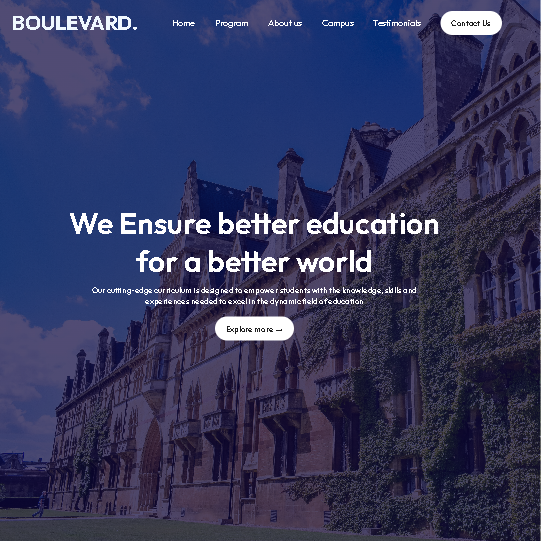 BOULEVARD.
Home Program About us Campus Testimonials Contact Us
We Ensure better education
for a better world
Our cutting-edge curriculum is designed to empower students with the knowledge, skills and
experiences needed to excel in the dynamic field of education
Explore more →